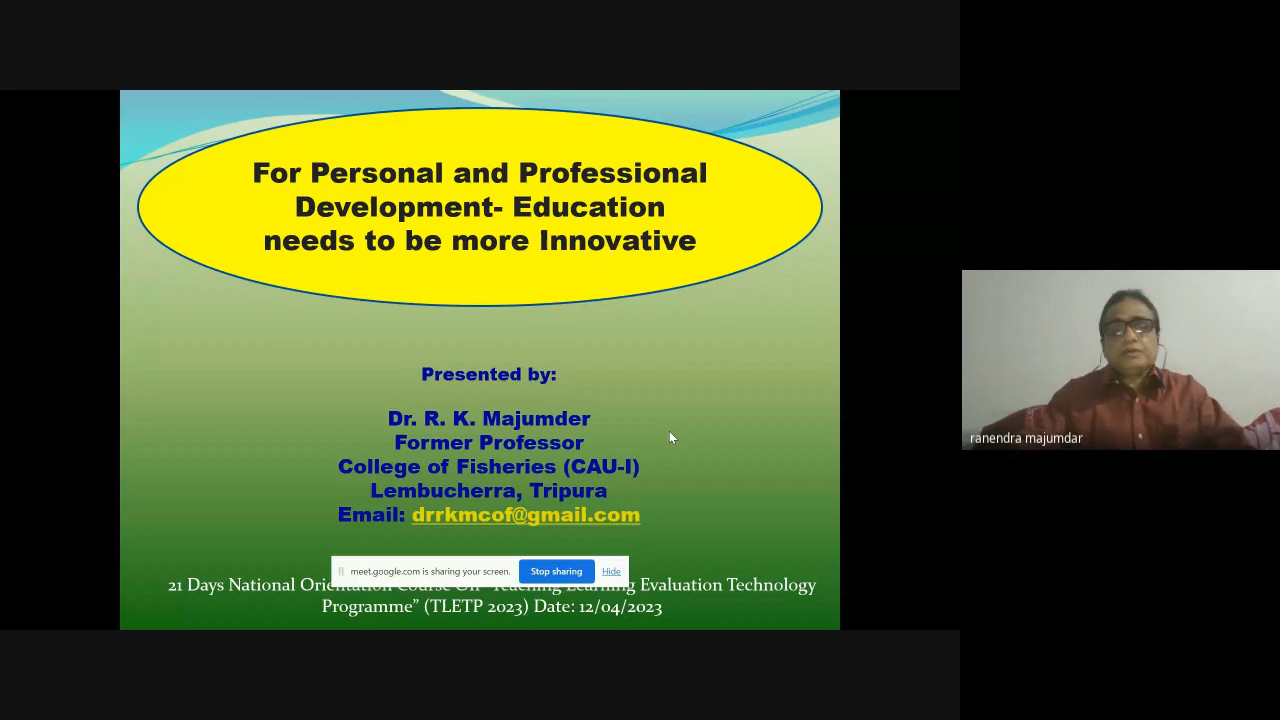 For Personal and Professional
Development- Education
needs to be more Innovative
Presented by:
Dr. R. K. Majumder
Former Professor
College of Fisheries (CAU-I)
Lembucherra, Tripura
Email: drrkmcof@gmail.com
meet.google.com is sharing your screen. Stop sharing Hide
21 Days National Evaluation Technology
Programme” (TLETP 2023) Date: 12/04/2023
ranendra majumdar